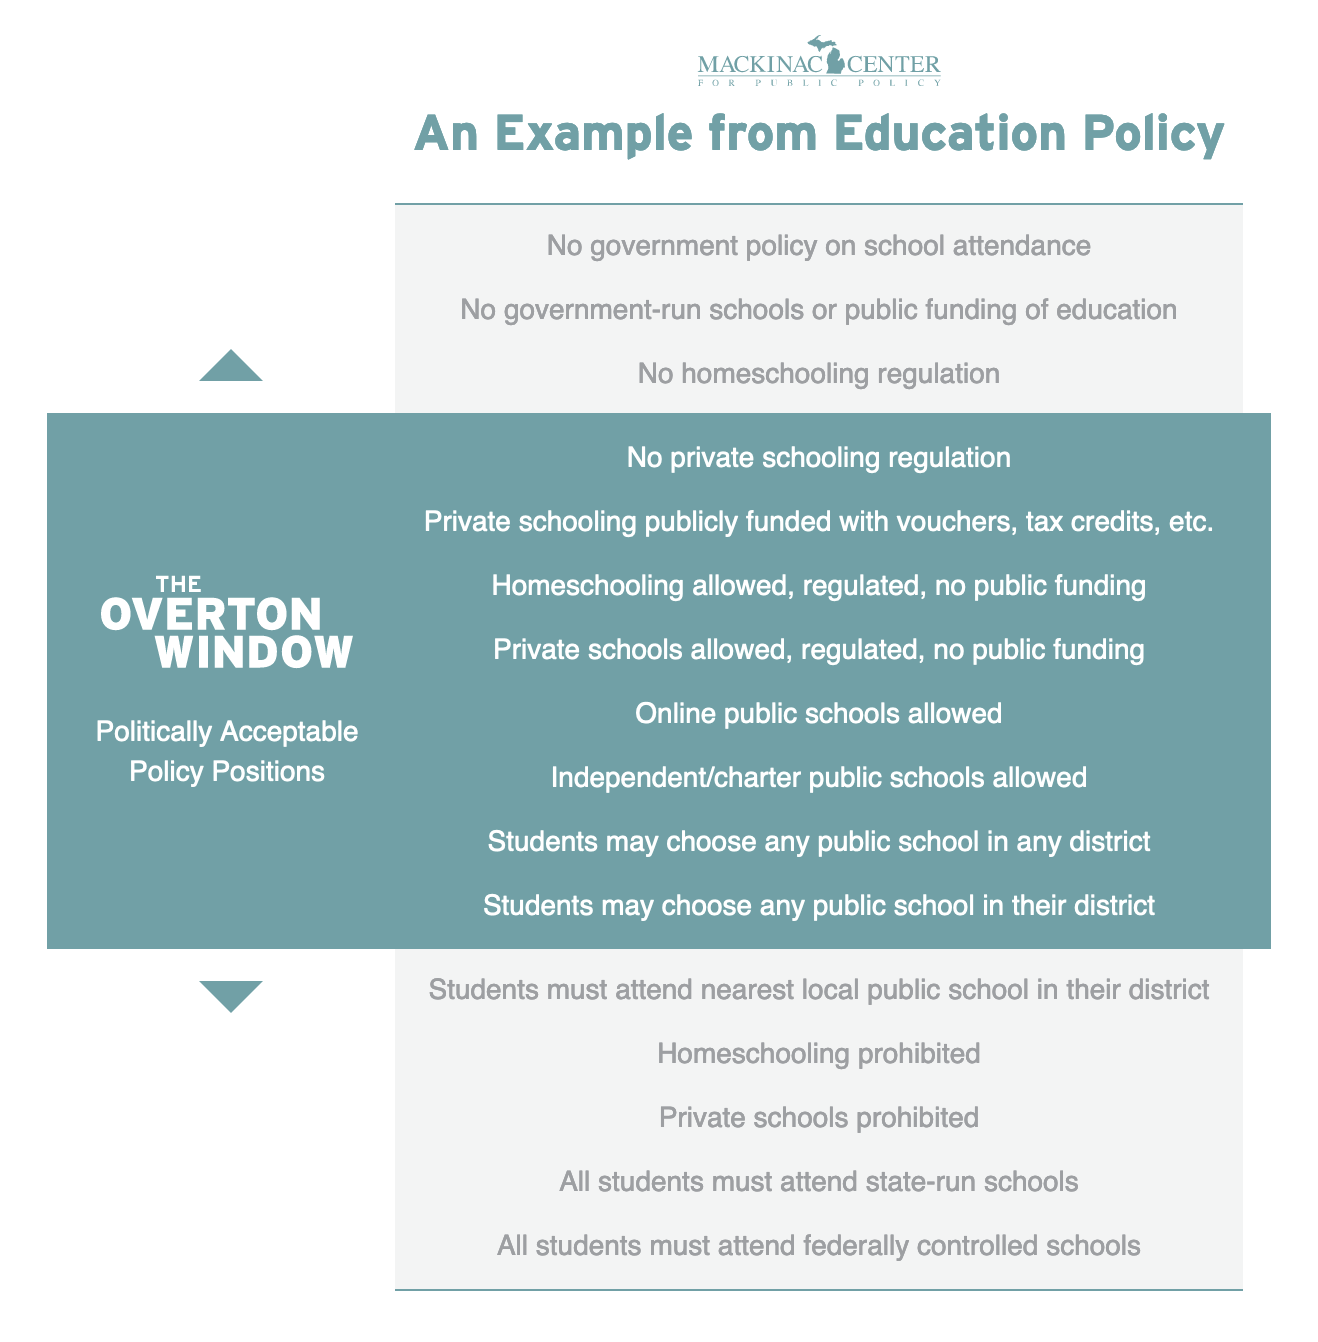 MACKINAC CENTER
FOR PUBLIC POLICY
An Example from Education Policy
No government policy on school attendance
No government-run schools or public funding of education
No homeschooling regulation
THE
OVERTON
WINDOW
Politically Acceptable
Policy Positions
No private schooling regulation
Private schooling publicly funded with vouchers, tax credits, etc.
Homeschooling allowed, regulated, no public funding
Private schools allowed, regulated, no public funding
Online public schools allowed
Independent/charter public schools allowed
Students may choose any public school in any district
Students may choose any public school in their district
Students must attend nearest local public school in their district
Homeschooling prohibited
Private schools prohibited
All students must attend state-run schools
All students must attend federally controlled schools